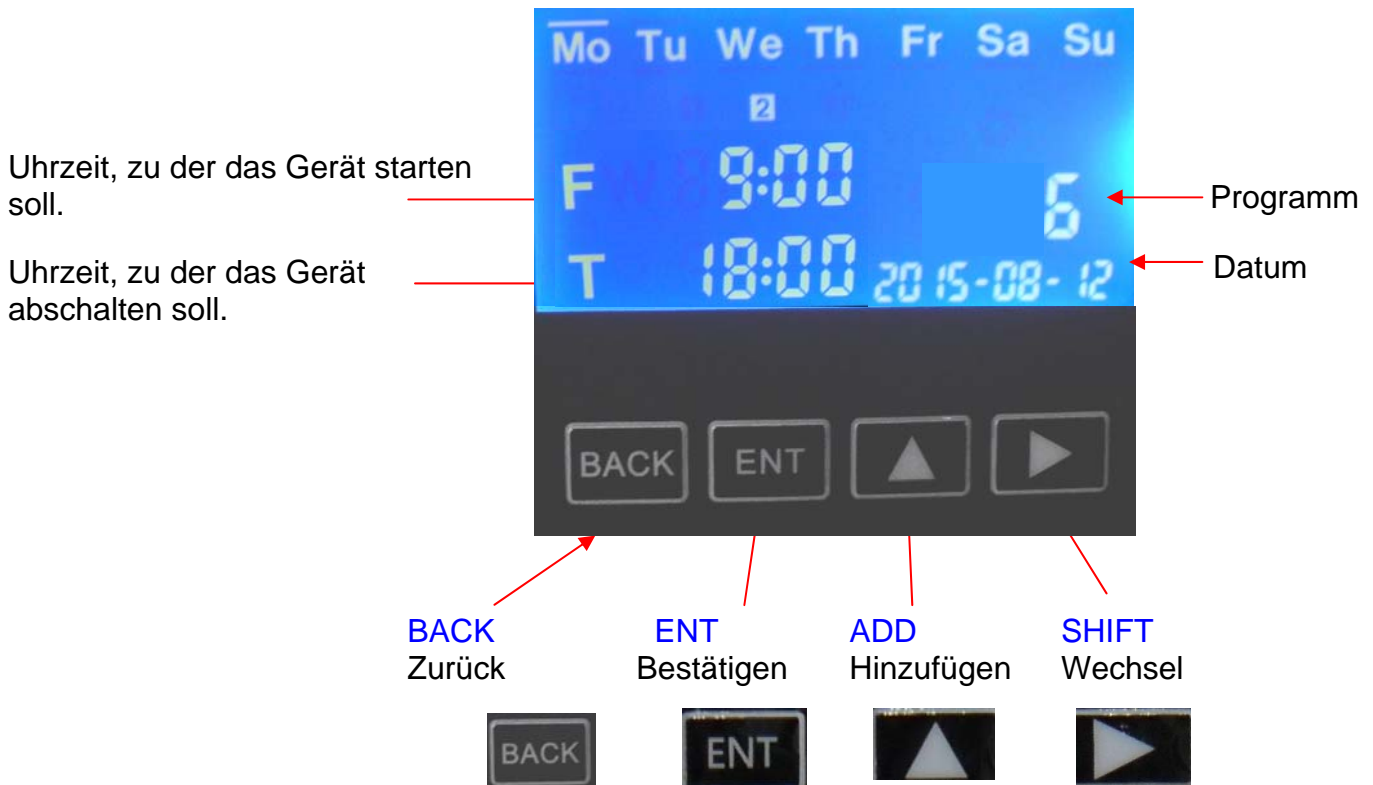 Mo Tu We Th Fr Sa Su
2
Uhrzeit, zu der das Gerät starten
soll.
F 9:00
6
Programm
Uhrzeit, zu der das Gerät
abschalten soll.
T 18:00
2015-08-12
Datum
BACK ENT
BACK
Zurück
ENT
Bestätigen
ADD
Hinzufügen
SHIFT
Wechsel
BACK ENT